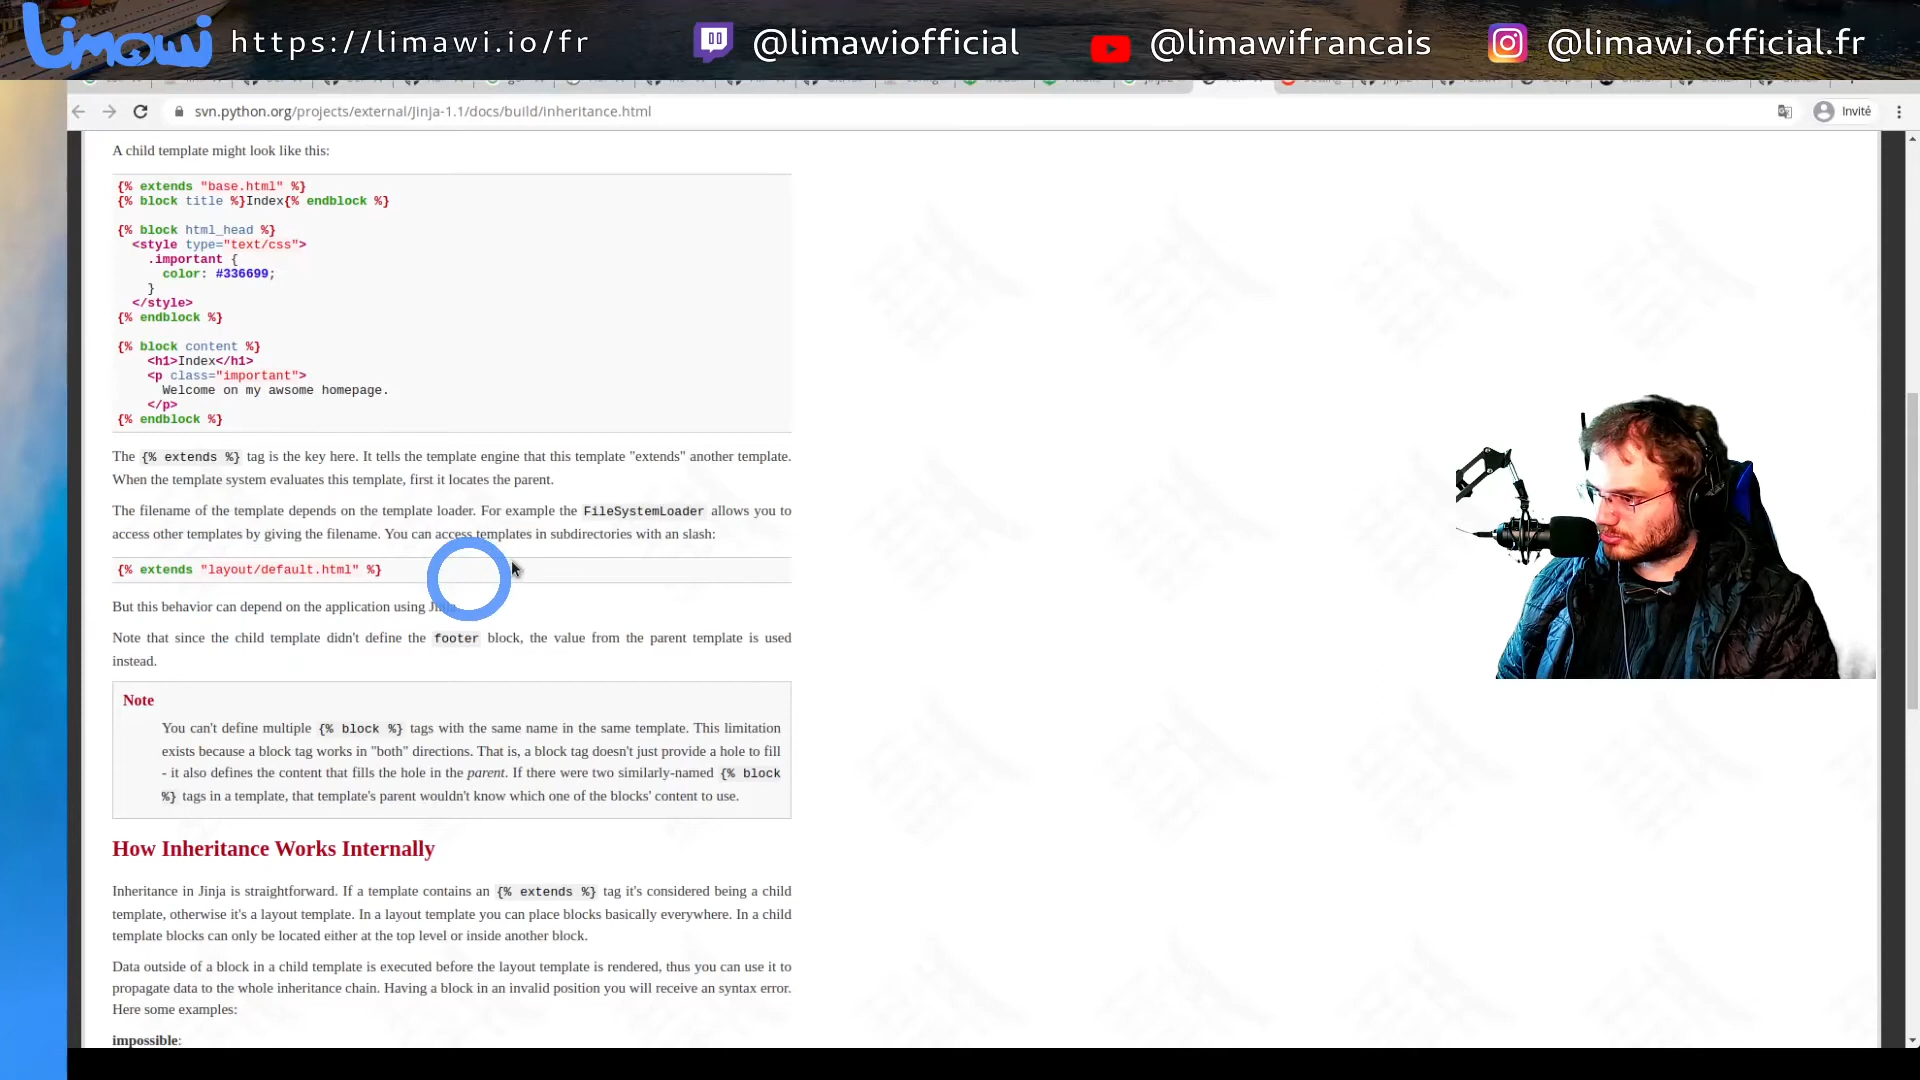 Limawi https://limawi.io/fr @limawiofficial @limawifrancais @limawi.official.fr
svn.python.org/projects/external/Jinja-1.1/docs/build/inheritance.html Invité
A child template might look like this:
{% extends "base.html" %}
{% block title %}Index{% endblock %}
{% block html_head %}
<style type="text/css">
.important {
color: #336699;
}
</style>
{% endblock %}
{% block content %}
<h1>Index</h1>
<p class="important">
Welcome on my awsome homepage.
</p>
{% endblock %}
The {% extends %} tag is the key here. It tells the template engine that this template "extends" another template.
When the template system evaluates this template, first it locates the parent.
The filename of the template depends on the template loader. For example the FileSystemLoader allows you to
access other templates by giving the filename. You can access templates in subdirectories with an slash:
{% extends "layout/default.html" %}
But this behavior can depend on the application using Jinja.
Note that since the child template didn't define the footer block, the value from the parent template is used
instead.
Note
You can't define multiple {% block %} tags with the same name in the same template. This limitation
exists because a block tag works in "both" directions. That is, a block tag doesn't just provide a hole to fill
- it also defines the content that fills the hole in the parent. If there were two similarly-named {% block
%} tags in a template, that template's parent wouldn't know which one of the blocks' content to use.
How Inheritance Works Internally
Inheritance in Jinja is straightforward. If a template contains an {% extends %} tag it's considered being a child
template, otherwise it's a layout template. In a layout template you can place blocks basically everywhere. In a child
template blocks can only be located either at the top level or inside another block.
Data outside of a block in a child template is executed before the layout template is rendered, thus you can use it to
propagate data to the whole inheritance chain. Having a block in an invalid position you will receive an syntax error.
Here some examples:
impossible: